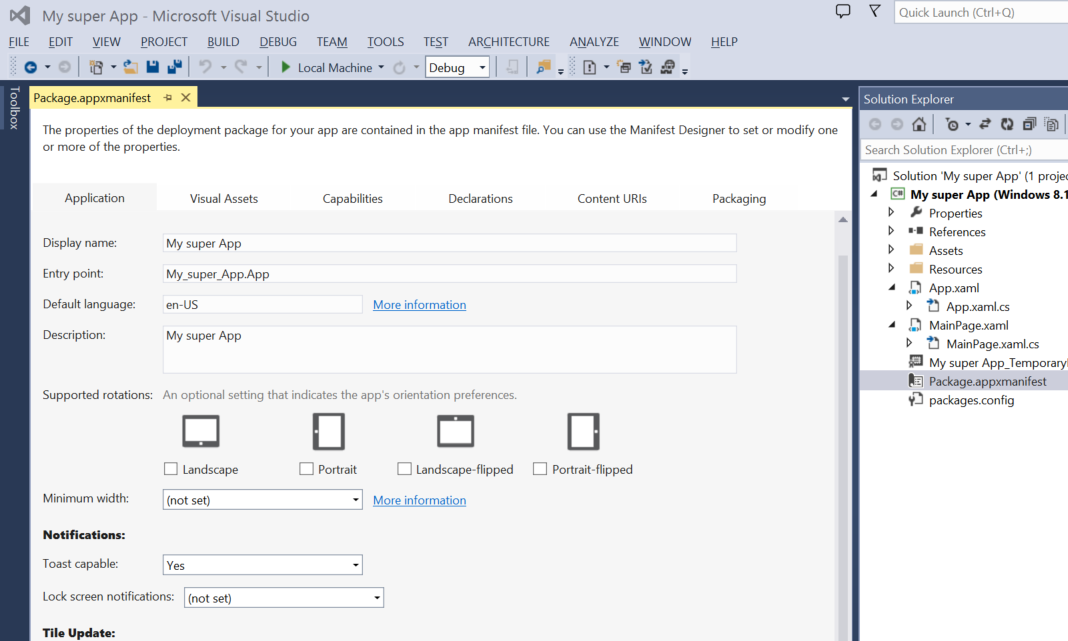 My super App - Microsoft Visual Studio
Quick Launch (Ctrl+Q)
FILE EDIT VIEW PROJECT BUILD DEBUG TEAM TOOLS TEST ARCHITECTURE ANALYZE WINDOW HELP
Local Machine Debug
Toolbox
Package.appxmanifest
The properties of the deployment package for your app are contained in the app manifest file. You can use the Manifest Designer to set or modify one
or more of the properties.
Application Visual Assets Capabilities Declarations Content URIs Packaging
Display name: My super App
Entry point: My_super_App.App
Default language: en-US More information
Description: My super App
Supported rotations: An optional setting that indicates the app's orientation preferences.
Landscape Portrait Landscape-flipped Portrait-flipped
Minimum width: (not set) More information
Notifications:
Toast capable: Yes
Lock screen notifications: (not set)
Tile Update:
Solution Explorer
Search Solution Explorer (Ctrl+;)
Solution 'My super App' (1 projec
C# My super App (Windows 8.1
Properties
References
Assets
Resources
App.xaml
App.xaml.cs
MainPage.xaml
MainPage.xaml.cs
My super App_Temporary
Package.appxmanifest
packages.config